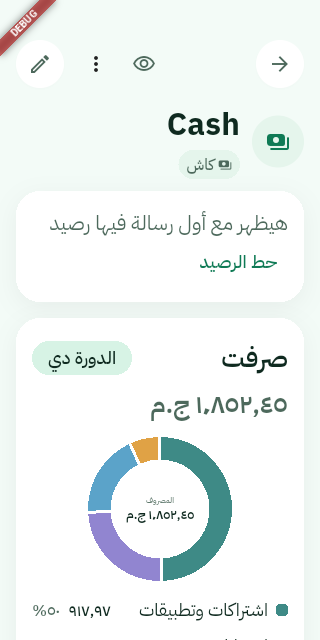 DEBUG
Cash
كاش
هيظهر مع أول رسالة فيها رصيد
حط الرصيد
صرفت
الدورة دي
١,٨٥٢,٤٥ ج.م
المصروف
١,٨٥٢,٤٥ ج.م
اشتراكات وتطبيقات ٩١٧,٩٧ ٥٠%